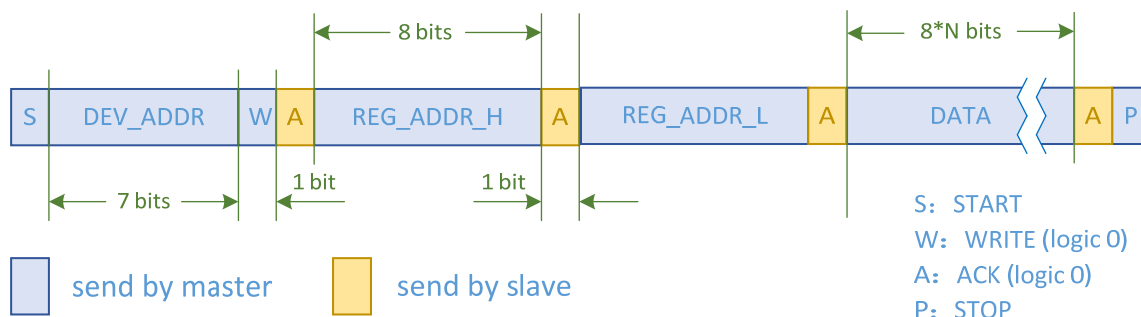 8 bits
8*N bits
S DEV_ADDR W A REG_ADDR_H A REG_ADDR_L A DATA A P
7 bits
1 bit
1 bit
S： START
W： WRITE (logic 0)
A： ACK (logic 0)
P： STOP
send by master
send by slave